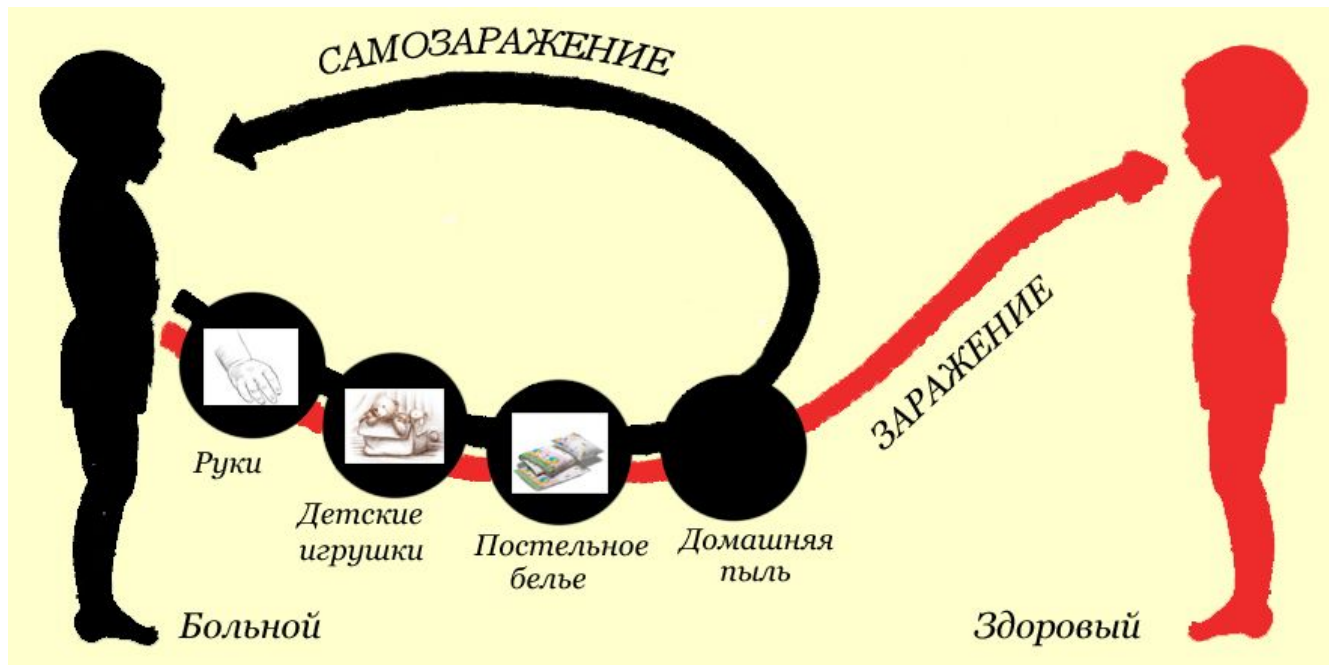 САМОЗАРАЖЕНИЕ
ЗАРАЖЕНИЕ
Руки
Детские
игрушки
Постельное
белье
Домашняя
пыль
Больной
Здоровый